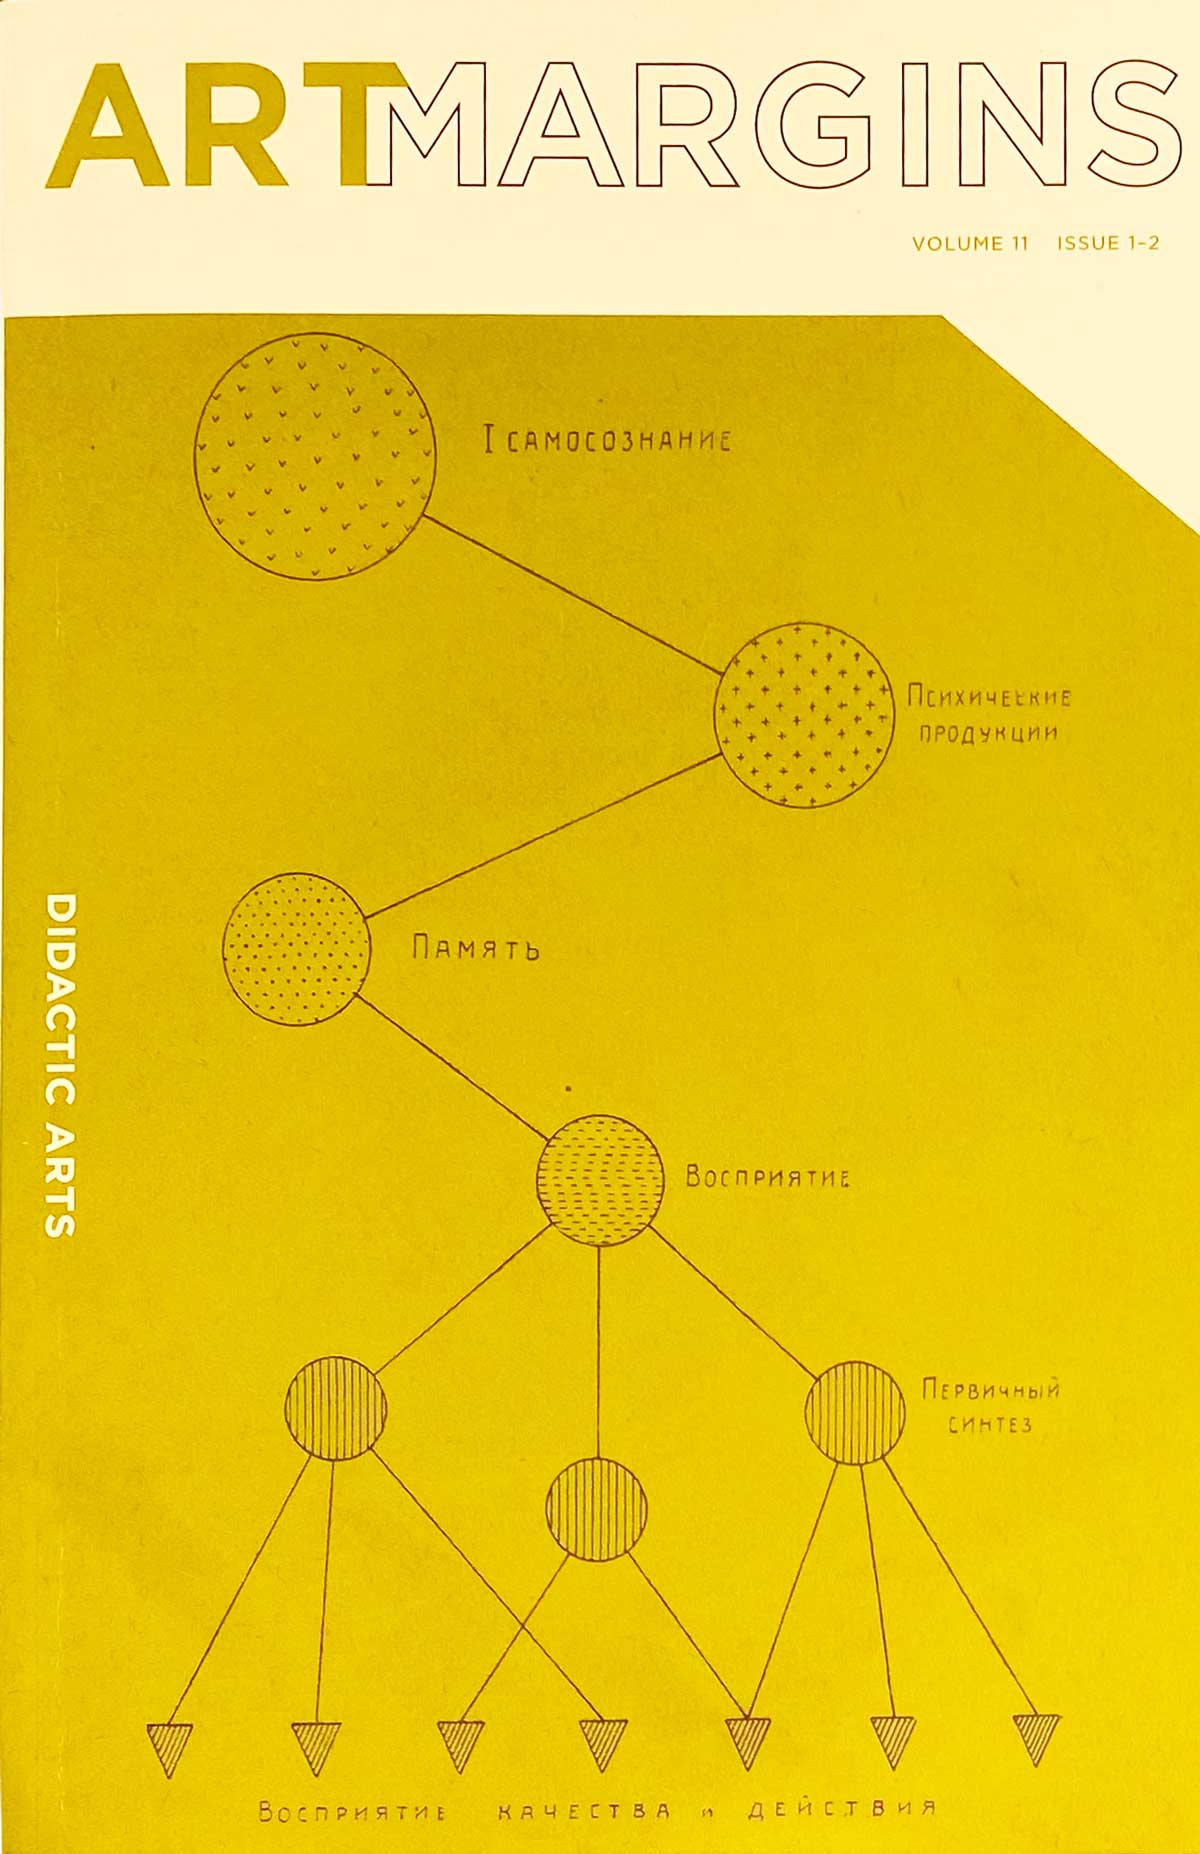 ARTMARGINS
VOLUME 11 ISSUE 1–2
I САМОСОЗНАНИЕ
ПСИХИЧЕСКИЕ
ПРОДУКЦИИ
ПАМЯТЬ
DIDACTIC ARTS
ВОСПРИЯТИЕ
ПЕРВИЧНЫЙ
СИНТЕЗ
ВОСПРИЯТИЕ КАЧЕСТВА и ДЕЙСТВИЯ